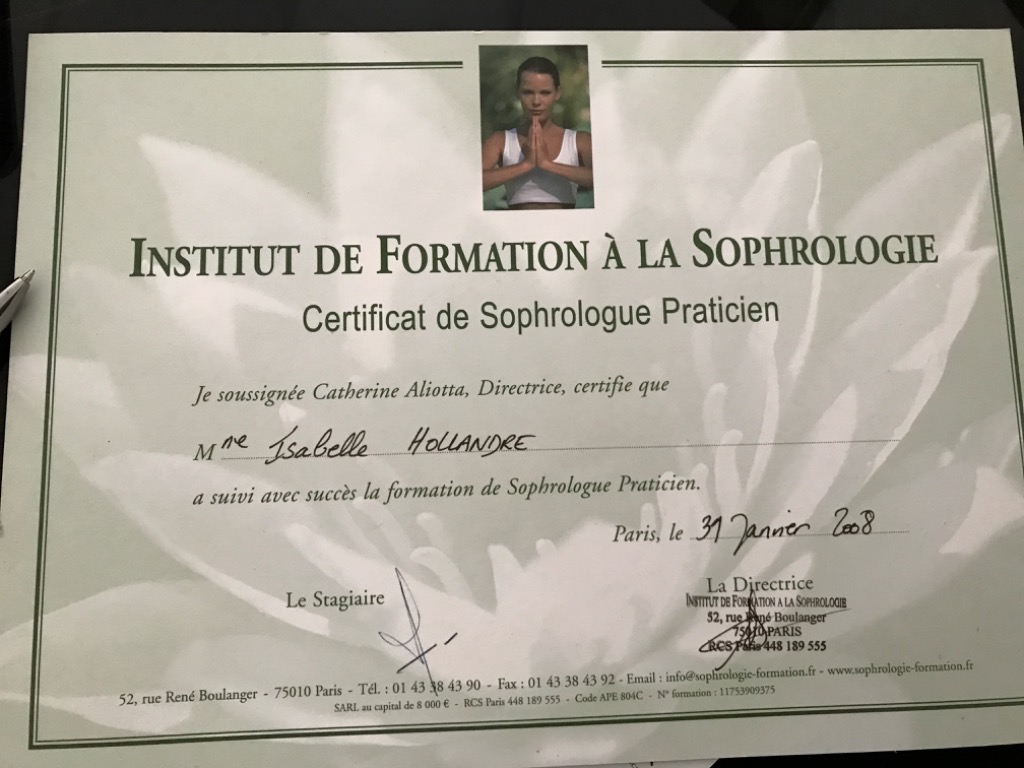 INSTITUT DE FORMATION À LA SOPHROLOGIE
Certificat de Sophrologue Praticien
Je soussignée Catherine Aliotta, Directrice, certifie que
Mme Isabelle HOLLANDRE
a suivi avec succès la formation de Sophrologue Praticien.
Paris, le 31 Janvier 2008
Le Stagiaire
La Directrice
INSTITUT DE FORMATION A LA SOPHROLOGIE
52, rue René Boulanger
75010 PARIS
RCS Paris 448 189 555
52, rue René Boulanger - 75010 Paris - Tél. : 01 43 38 43 90 - Fax : 01 43 38 43 92 - Email : info@sophrologie-formation.fr - www.sophrologie-formation.fr
SARL au capital de 8 000 € - RCS Paris 448 189 555 - Code APE 804C - N° formation : 11753909375